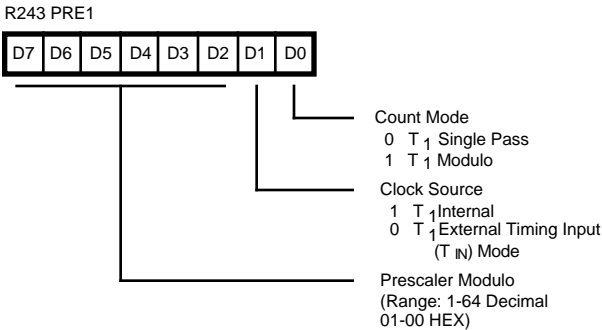 R243 PRE1
D7 D6 D5 D4 D3 D2 D1 D0
Count Mode
0 T 1 Single Pass
1 T 1 Modulo
Clock Source
1 T 1 Internal
0 T 1 External Timing Input
(T IN) Mode
Prescaler Modulo
(Range: 1-64 Decimal
01-00 HEX)